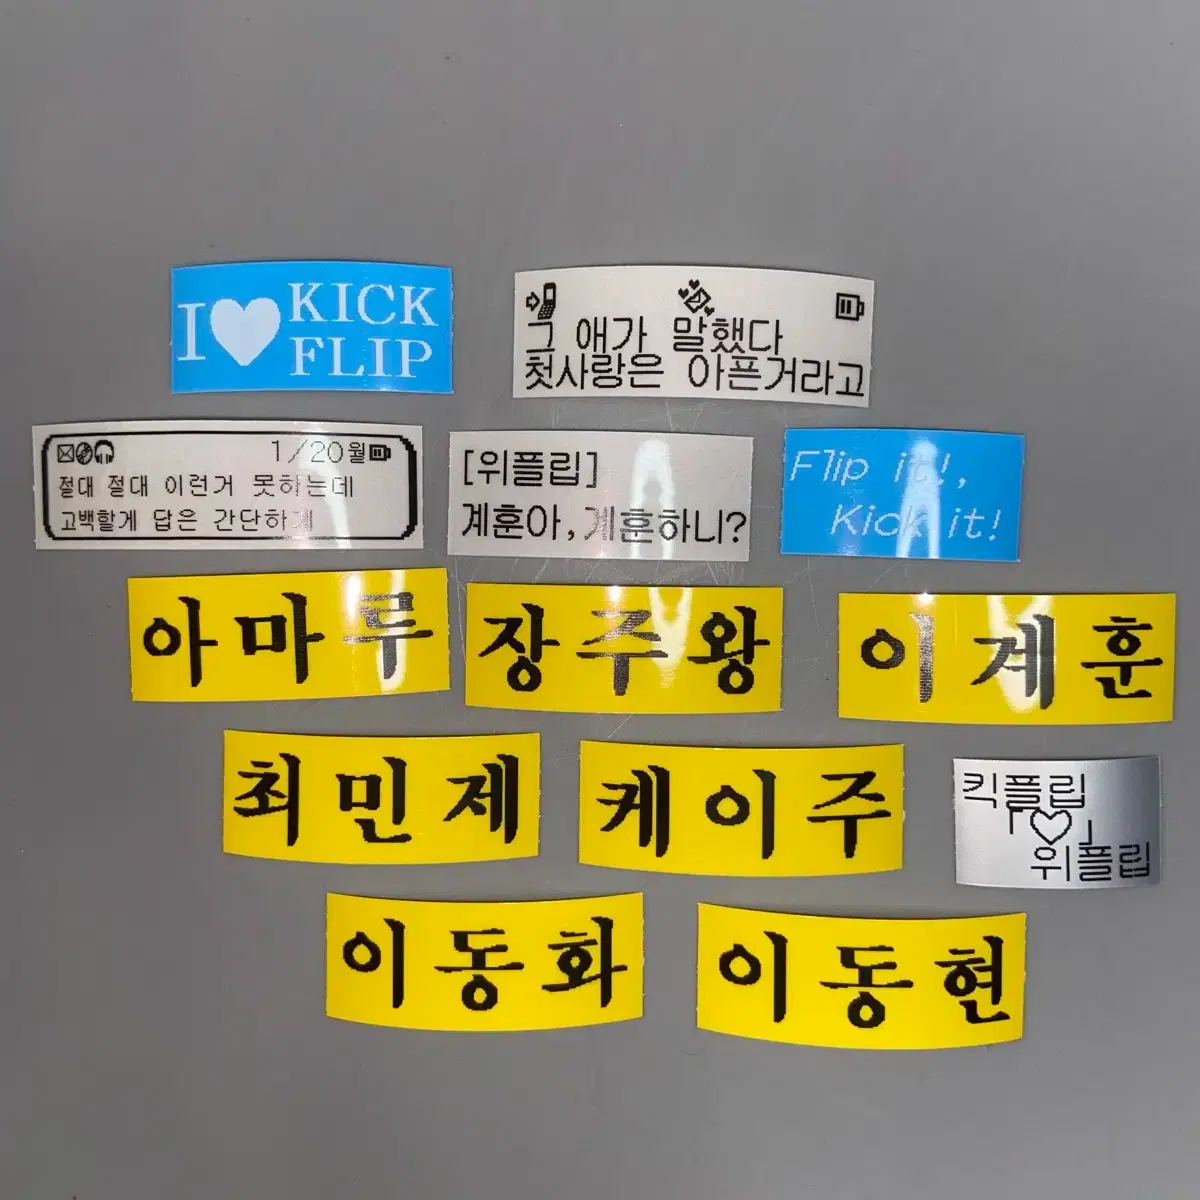 I♥KICK
FLIP
그 애가 말했다
첫사랑은 아픈거라고
1/20월
절대 절대 이런거 못하는데
고백할게 답은 간단하게
[위플립]
계훈아, 계훈하니?
Flip it!,
Kick it!
아마루
장주왕
이계훈
최민제
케이주
킥플립
「♡」
위플립
이동화
이동현